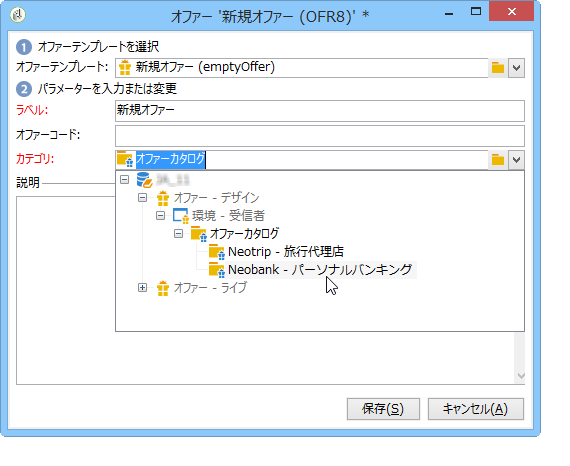 オファー '新規オファー (OFR8)' *
1 オファーテンプレートを選択
オファーテンプレート: 新規オファー (emptyOffer)
2 パラメーターを入力または変更
ラベル: 新規オファー
オファーコード:
カテゴリ: オファーカタログ
説明
オファー - デザイン
環境 - 受信者
オファーカタログ
Neotrip - 旅行代理店
Neobank - パーソナルバンキング
オファー - ライブ
保存(S) キャンセル(A)